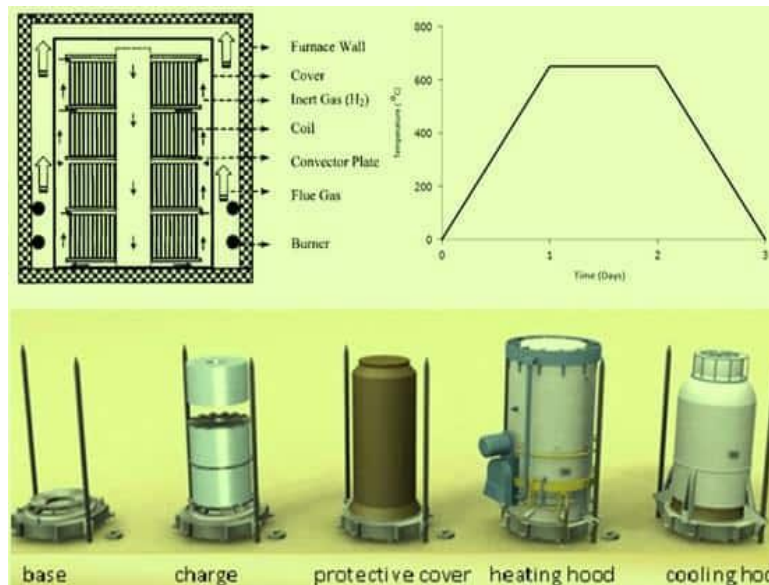 Furnace Wall
Cover
Inert Gas (H2)
Coil
Convector Plate
Flue Gas
Burner
800
600
400
200
0
Temperature (°C)
0 1 2 3
Time (Days)
base charge protective cover heating hood cooling hoo